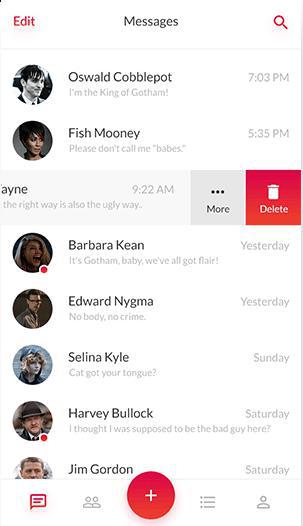 Edit
Messages
Oswald Cobblepot
7:03 PM
I'm the King of Gotham!
Fish Mooney
5:35 PM
Please don't call me "babes."
ayne
9:22 AM
the right way is also the ugly way..
More
Delete
Barbara Kean
Yesterday
It's Gotham, baby, we've all got flair!
Edward Nygma
Yesterday
No body, no crime.
Selina Kyle
Sunday
Cat got your tongue?
Harvey Bullock
Saturday
I thought I was supposed to be the bad guy here?
Jim Gordon
Saturday